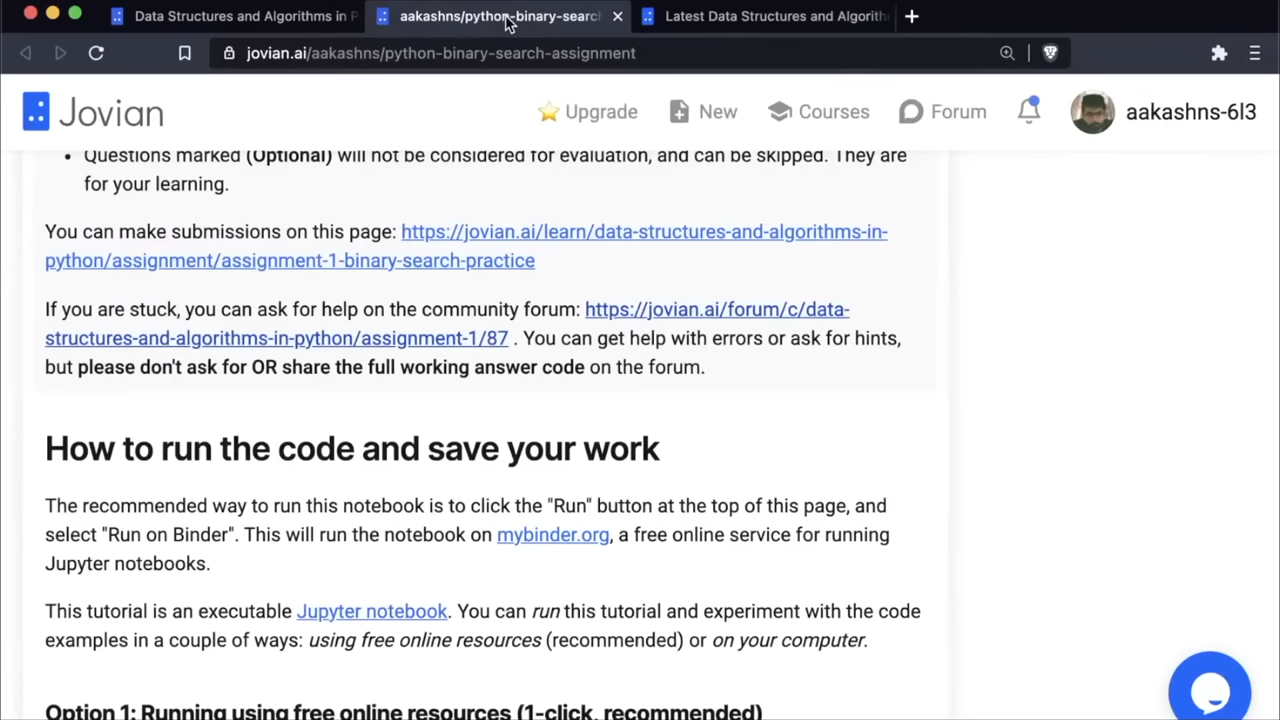 Data Structures and Algorithms in P
aakashns/python-binary-searc
Latest Data Structures and Algorith
jovian.ai/aakashns/python-binary-search-assignment
Jovian
Upgrade
New
Courses
Forum
aakashns-6l3
• Questions marked (Optional) will not be considered for evaluation, and can be skipped. They are
for your learning.
You can make submissions on this page: https://jovian.ai/learn/data-structures-and-algorithms-in-
python/assignment/assignment-1-binary-search-practice
If you are stuck, you can ask for help on the community forum: https://jovian.ai/forum/c/data-
structures-and-algorithms-in-python/assignment-1/87 . You can get help with errors or ask for hints,
but please don't ask for OR share the full working answer code on the forum.
How to run the code and save your work
The recommended way to run this notebook is to click the "Run" button at the top of this page, and
select "Run on Binder". This will run the notebook on mybinder.org, a free online service for running
Jupyter notebooks.
This tutorial is an executable Jupyter notebook. You can run this tutorial and experiment with the code
examples in a couple of ways: using free online resources (recommended) or on your computer.
Option 1: Running using free online resources (1-click, recommended)